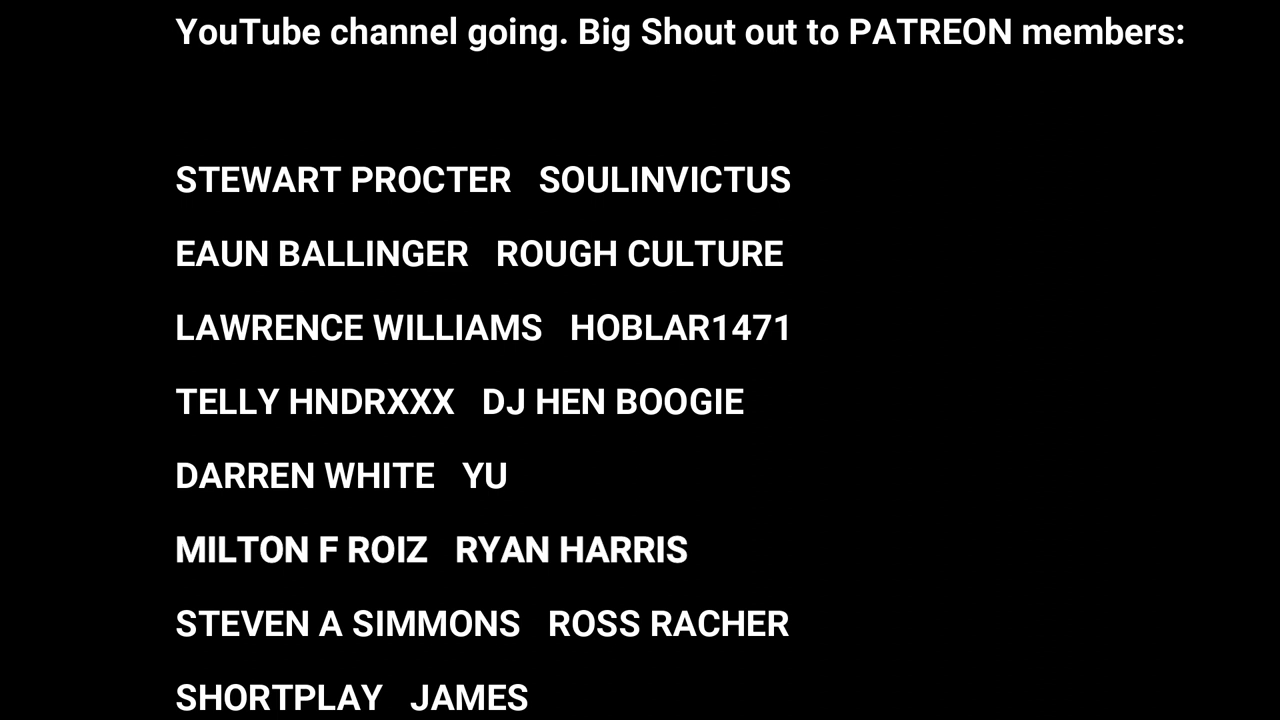 YouTube channel going. Big Shout out to PATREON members:
STEWART PROCTER SOULINVICTUS
EAUN BALLINGER ROUGH CULTURE
LAWRENCE WILLIAMS HOBLAR1471
TELLY HNDRXXX DJ HEN BOOGIE
DARREN WHITE YU
MILTON F ROIZ RYAN HARRIS
STEVEN A SIMMONS ROSS RACHER
SHORTPLAY JAMES